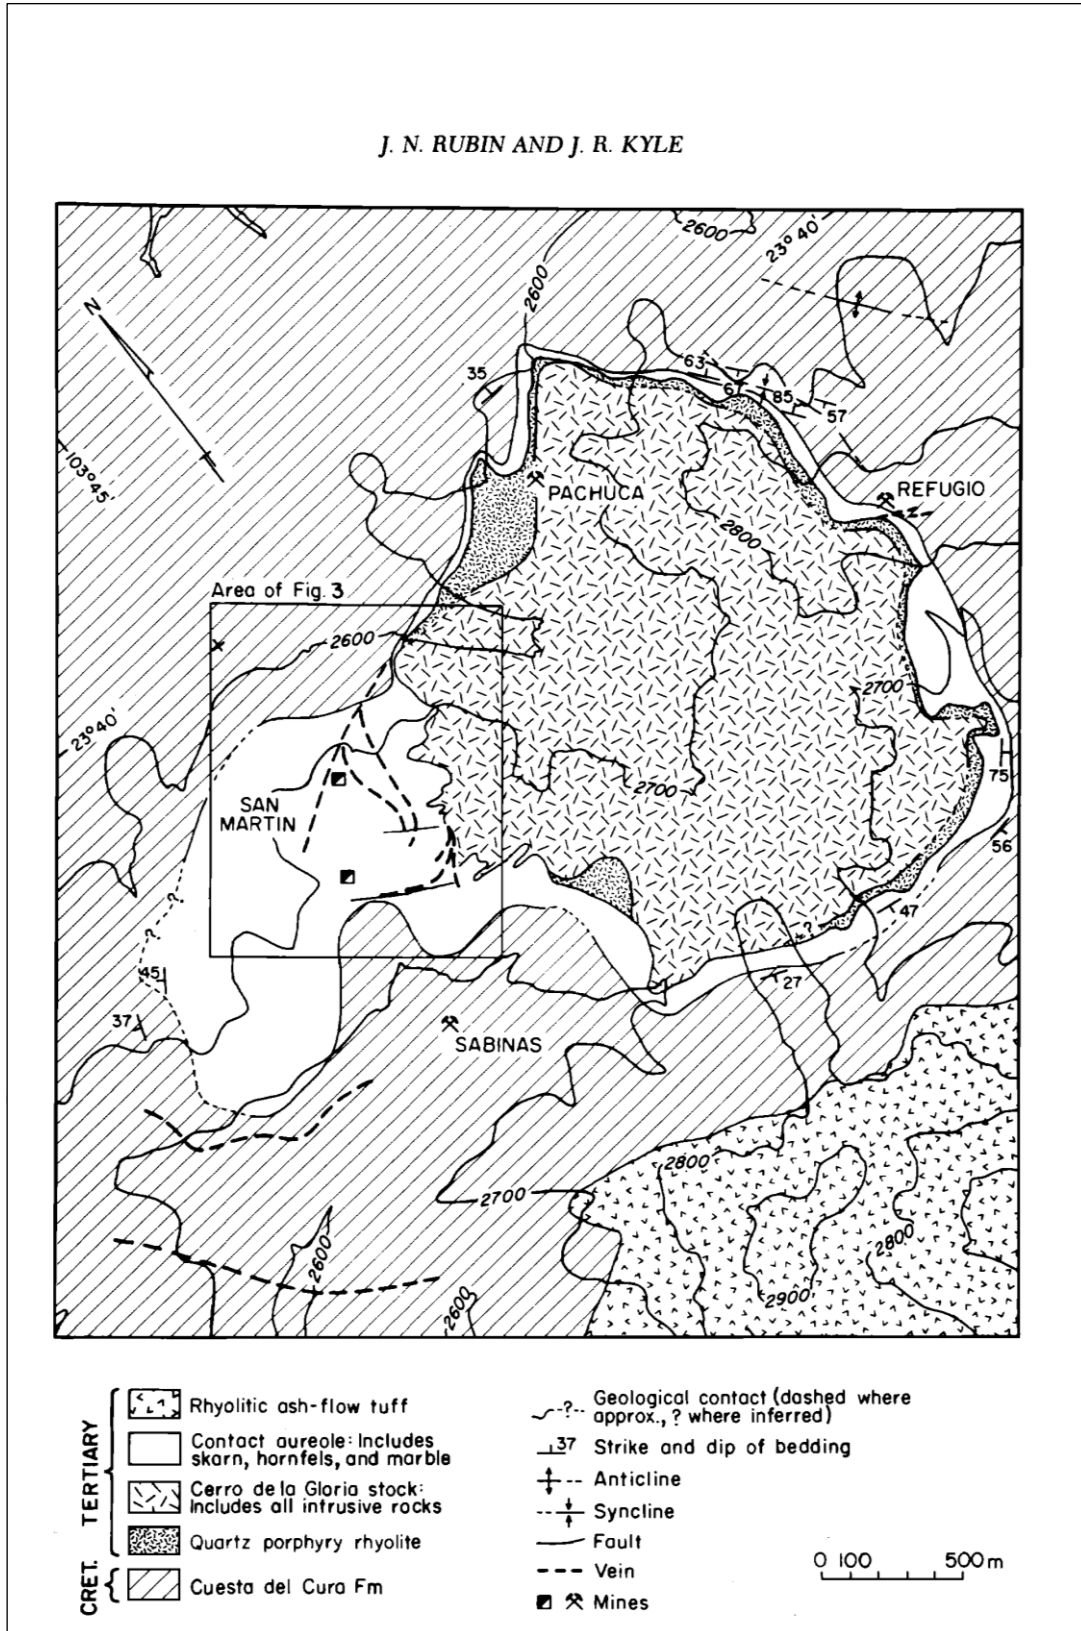 J. N. RUBIN AND J. R. KYLE
2600
23° 40'
2600
N
35
63
6
85
57
103° 45'
PACHUCA
REFUGIO
2800
Area of Fig. 3
2600
2700
23° 40'
2700
75
SAN
MARTIN
56
?
47
?
?
45
27
37
SABINAS
2800
2700
2800
2600
2600
2900
TERTIARY
CRET.
Rhyolitic ash-flow tuff
Contact aureole: Includes
skarn, hornfels, and marble
Cerro de la Gloria stock:
Includes all intrusive rocks
Quartz porphyry rhyolite
Cuesta del Cura Fm
-?-- Geological contact (dashed where
approx., ? where inferred)
37 Strike and dip of bedding
Anticline
Syncline
Fault
Vein
Mines
0 100 500 m